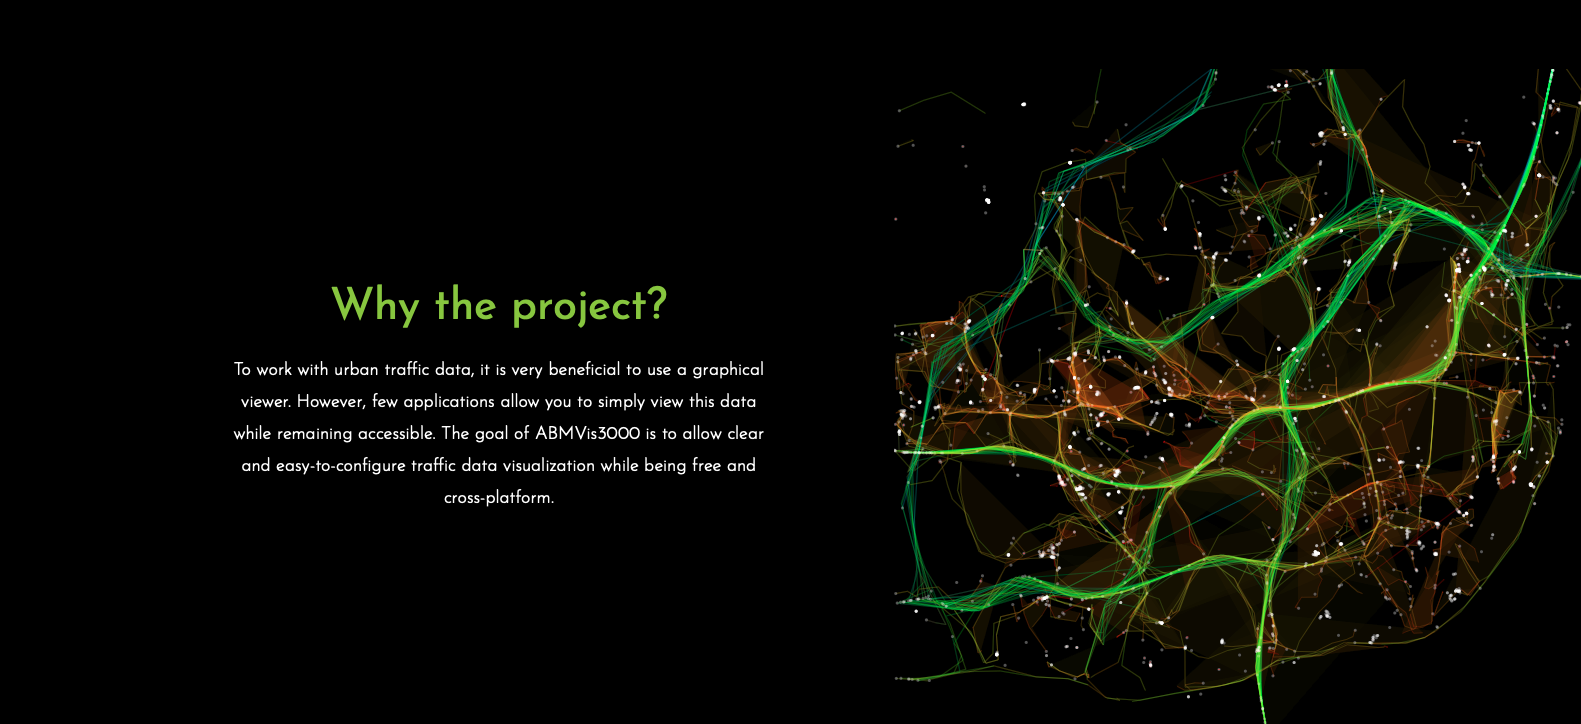 Why the project?
To work with urban traffic data, it is very beneficial to use a graphical
viewer. However, few applications allow you to simply view this data
while remaining accessible. The goal of ABMVis3000 is to allow clear
and easy-to-configure traffic data visualization while being free and
cross-platform.